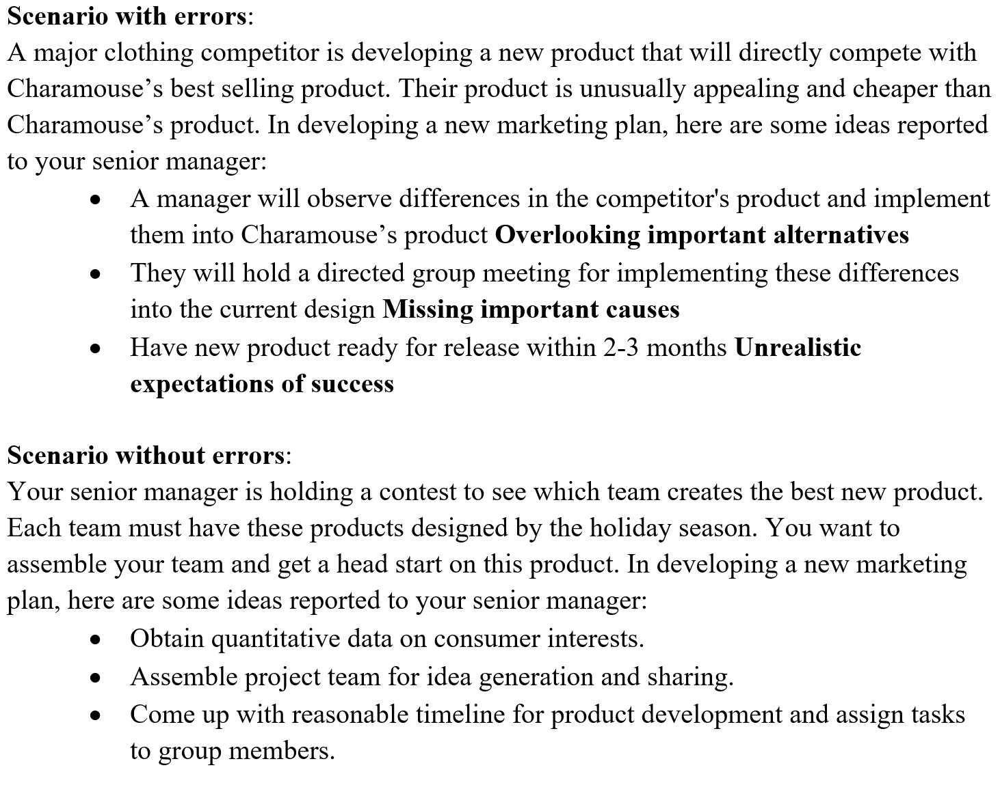 Scenario with errors:
A major clothing competitor is developing a new product that will directly compete with
Charamouse’s best selling product. Their product is unusually appealing and cheaper than
Charamouse’s product. In developing a new marketing plan, here are some ideas reported
to your senior manager:
• A manager will observe differences in the competitor's product and implement
them into Charamouse’s product Overlooking important alternatives
• They will hold a directed group meeting for implementing these differences
into the current design Missing important causes
• Have new product ready for release within 2-3 months Unrealistic
expectations of success
Scenario without errors:
Your senior manager is holding a contest to see which team creates the best new product.
Each team must have these products designed by the holiday season. You want to
assemble your team and get a head start on this product. In developing a new marketing
plan, here are some ideas reported to your senior manager:
• Obtain quantitative data on consumer interests.
• Assemble project team for idea generation and sharing.
• Come up with reasonable timeline for product development and assign tasks
to group members.